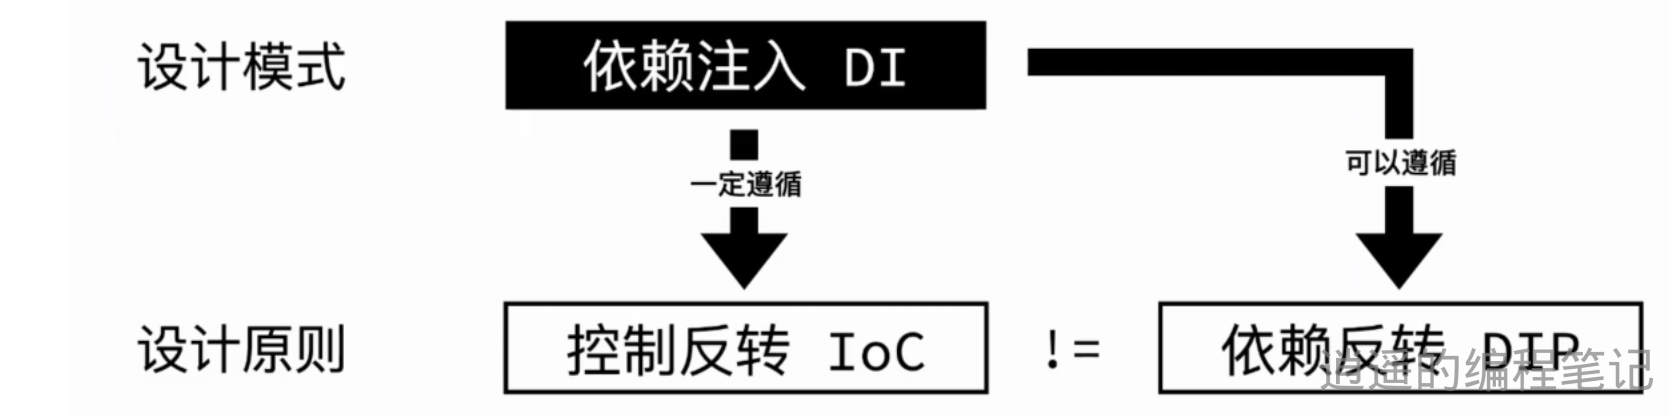 设计模式
依赖注入 DI
一定遵循
可以遵循
设计原则
控制反转 IoC
!=
依赖反转 DIP
逍遥的编程笔记